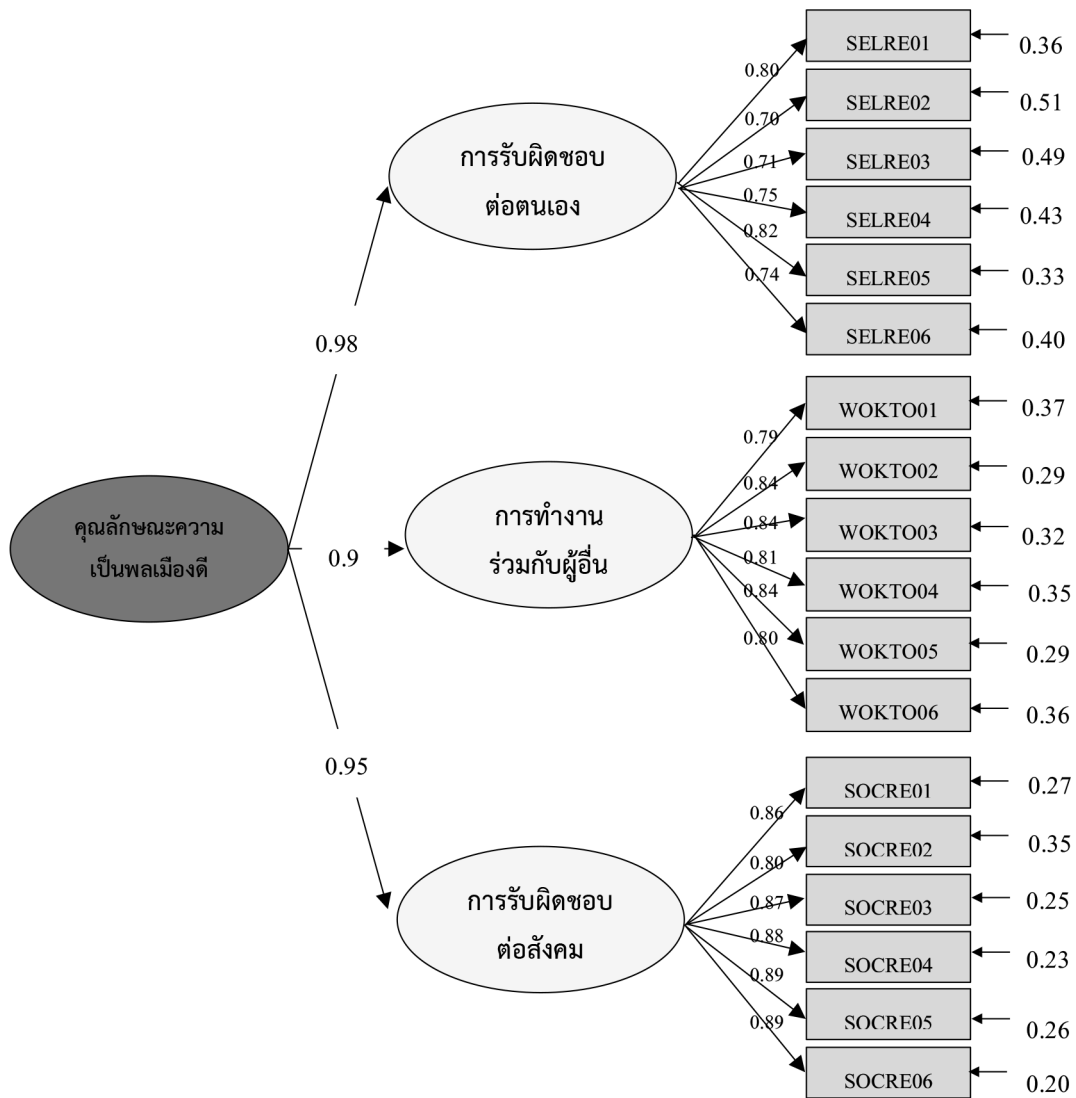 SELRE01
0.36
0.80
SELRE02
0.51
0.70
การรับผิดชอบ
ต่อตนเอง
SELRE03
0.49
0.71
SELRE04
0.43
0.75
SELRE05
0.33
0.82
SELRE06
0.40
0.74
0.98
WOKTO01
0.37
0.79
WOKTO02
0.29
0.84
คุณลักษณะความ
เป็นพลเมืองดี
0.9
การทำงาน
ร่วมกับผู้อื่น
WOKTO03
0.32
0.84
WOKTO04
0.35
0.81
WOKTO05
0.29
0.84
WOKTO06
0.36
0.80
0.95
SOCRE01
0.27
0.86
SOCRE02
0.35
0.80
การรับผิดชอบ
ต่อสังคม
SOCRE03
0.25
0.87
SOCRE04
0.23
0.88
SOCRE05
0.26
0.89
SOCRE06
0.20
0.89